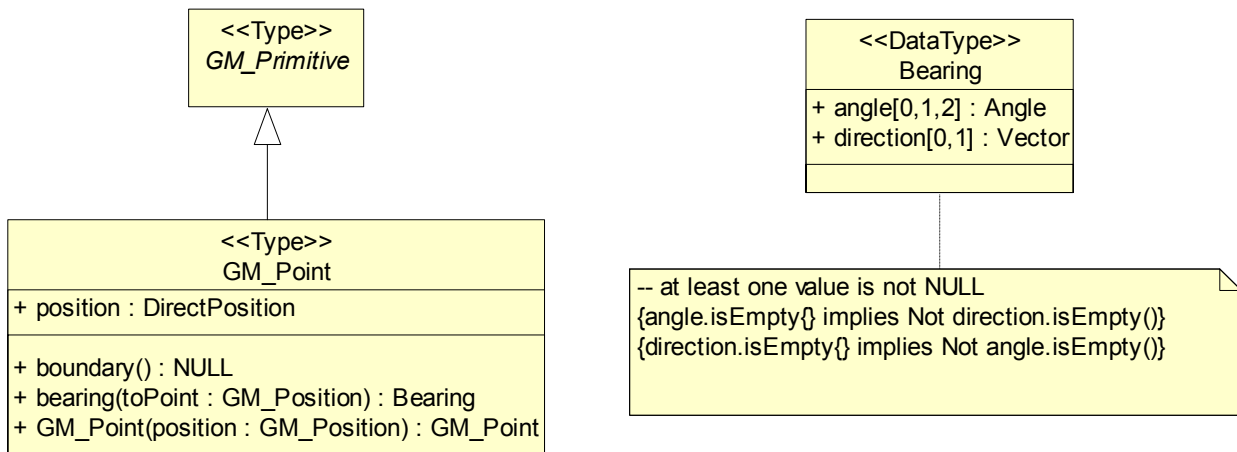 <<Type>>
GM_Primitive
<<Type>>
GM_Point
+ position : DirectPosition
+ boundary() : NULL
+ bearing(toPoint : GM_Position) : Bearing
+ GM_Point(position : GM_Position) : GM_Point
<<DataType>>
Bearing
+ angle[0,1,2] : Angle
+ direction[0,1] : Vector
-- at least one value is not NULL
{angle.isEmpty{} implies Not direction.isEmpty()}
{direction.isEmpty{} implies Not angle.isEmpty()}